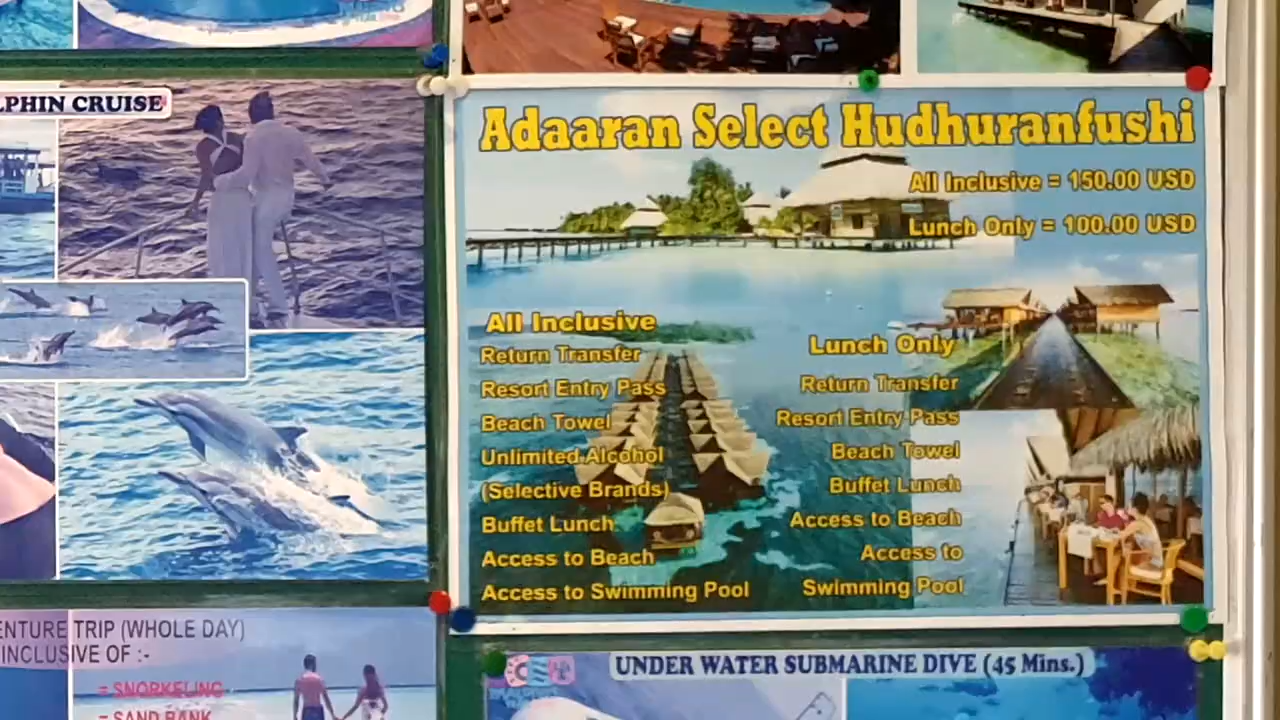 LPHIN CRUISE
Adaaran Select Hudhuranfushi
All Inclusive = 150.00 USD
Lunch Only = 100.00 USD
All Inclusive
Return Transfer
Resort Entry Pass
Beach Towel
Unlimited Alcohol
(Selective Brands)
Buffet Lunch
Access to Beach
Access to Swimming Pool
Lunch Only
Return Transfer
Resort Entry Pass
Beach Towel
Buffet Lunch
Access to Beach
Access to
Swimming Pool
ENTURE TRIP (WHOLE DAY)
INCLUSIVE OF :-
= SNORKELING
= SAND BANK
UNDER WATER SUBMARINE DIVE (45 Mins.)